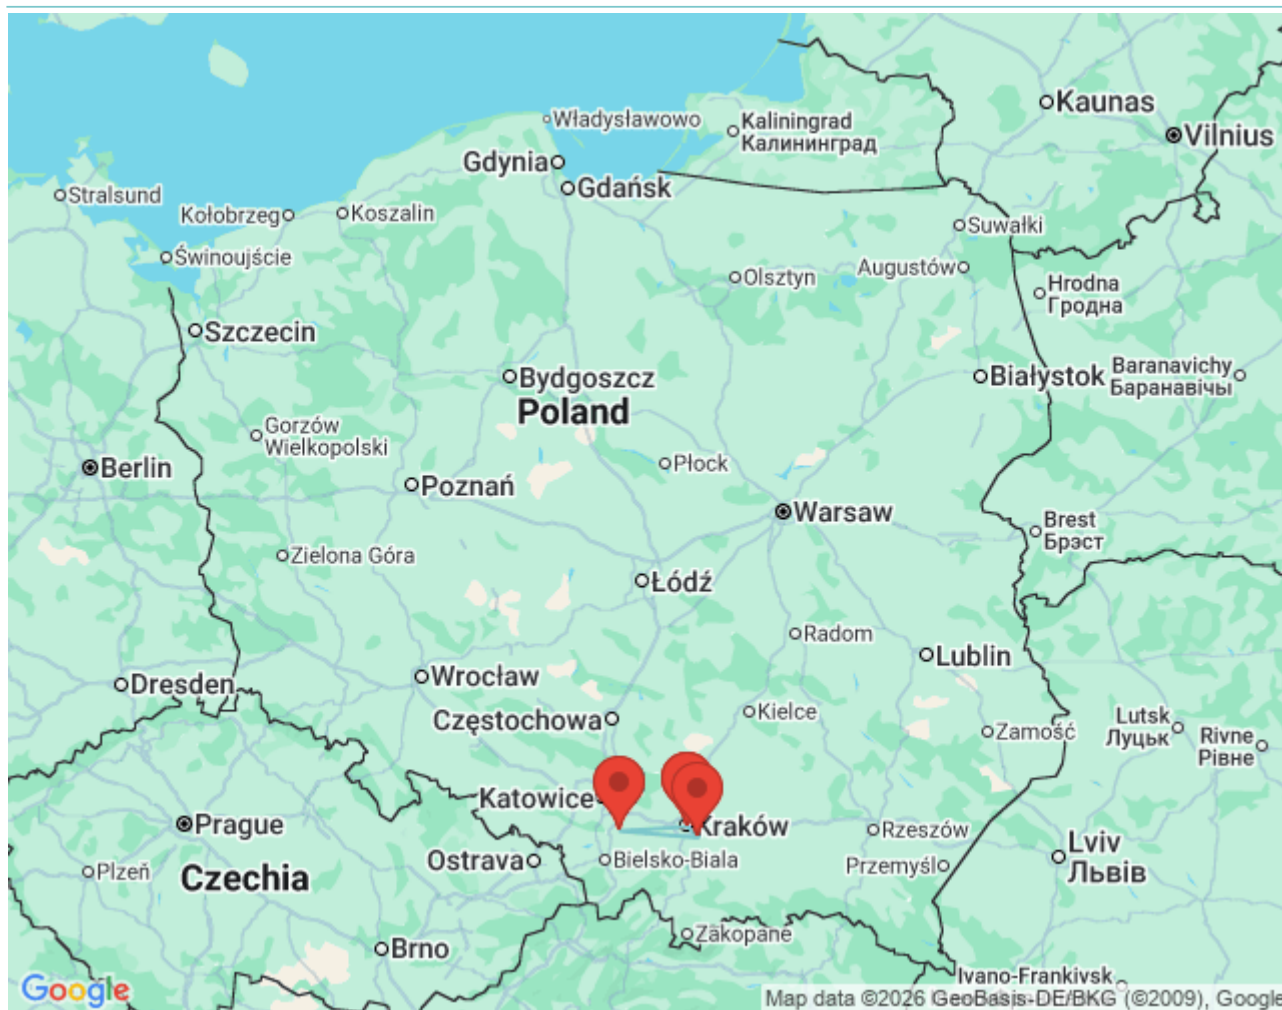 Władysławowo
Kaliningrad
Калининград
Kaunas
Vilnius
Gdynia
Gdańsk
Stralsund
Kołobrzeg
Koszalin
Suwałki
Świnoujście
Olsztyn
Augustów
Hrodna
Гродна
Szczecin
Bydgoszcz
Białystok
Baranavichy
Баранавічы
Poland
Gorzów
Wielkopolski
Berlin
Płock
Poznań
Warsaw
Brest
Брэст
Zielona Góra
Łódź
Radom
Lublin
Wrocław
Dresden
Częstochowa
Kielce
Zamość
Lutsk
Луцьк
Rivne
Рівне
Katowice
Kraków
Rzeszów
Prague
Ostrava
Bielsko-Biala
Przemyśl
Lviv
Львів
Plzeň
Czechia
Zakopane
Brno
Ivano-Frankivsk
Google
Map data ©2026 GeoBasis-DE/BKG (©2009), Google